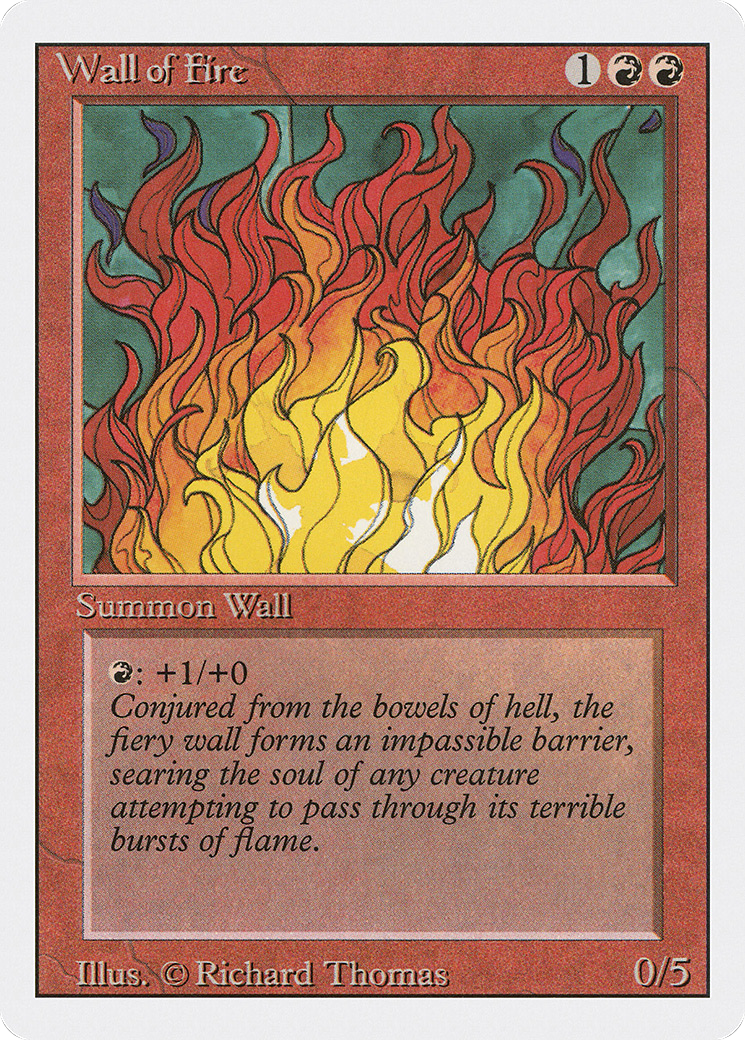 Wall of Fire 1
Summon Wall
: +1/+0
Conjured from the bowels of hell, the
fiery wall forms an impassible barrier,
searing the soul of any creature
attempting to pass through its terrible
bursts of flame.
Illus. © Richard Thomas 0/5